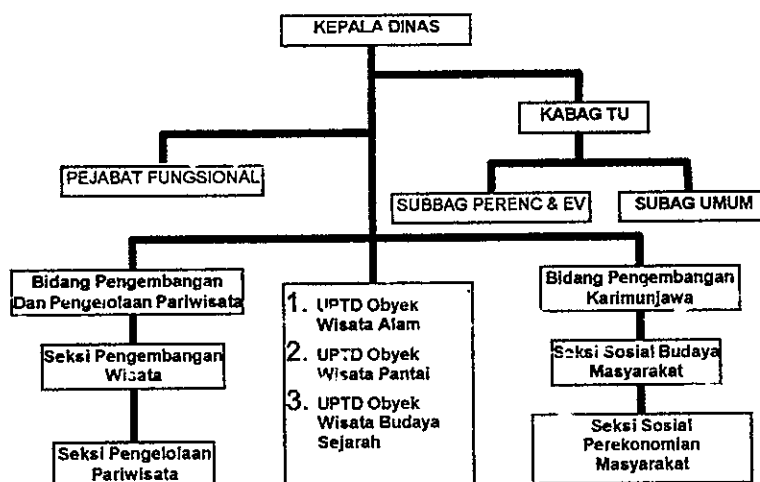 KEPALA DINAS
KABAG TU
PEJABAT FUNGSIONAL
SUBBAG PERENC & EV
SUBAG UMUM
Bidang Pengembangan
Dan Pengelolaan Pariwisata
Seksi Pengembangan
Wisata
Seksi Pengelolaan
Pariwisata
1. UPTD Obyek
Wisata Alam
2. UPTD Obyek
Wisata Pantai
3. UPTD Obyek
Wisata Budaya
Sejarah
Bidang Pengembangan
Karimunjawa
Seksi Sosial Budaya
Masyarakat
Seksi Sosial
Perekonomian
Masyarakat